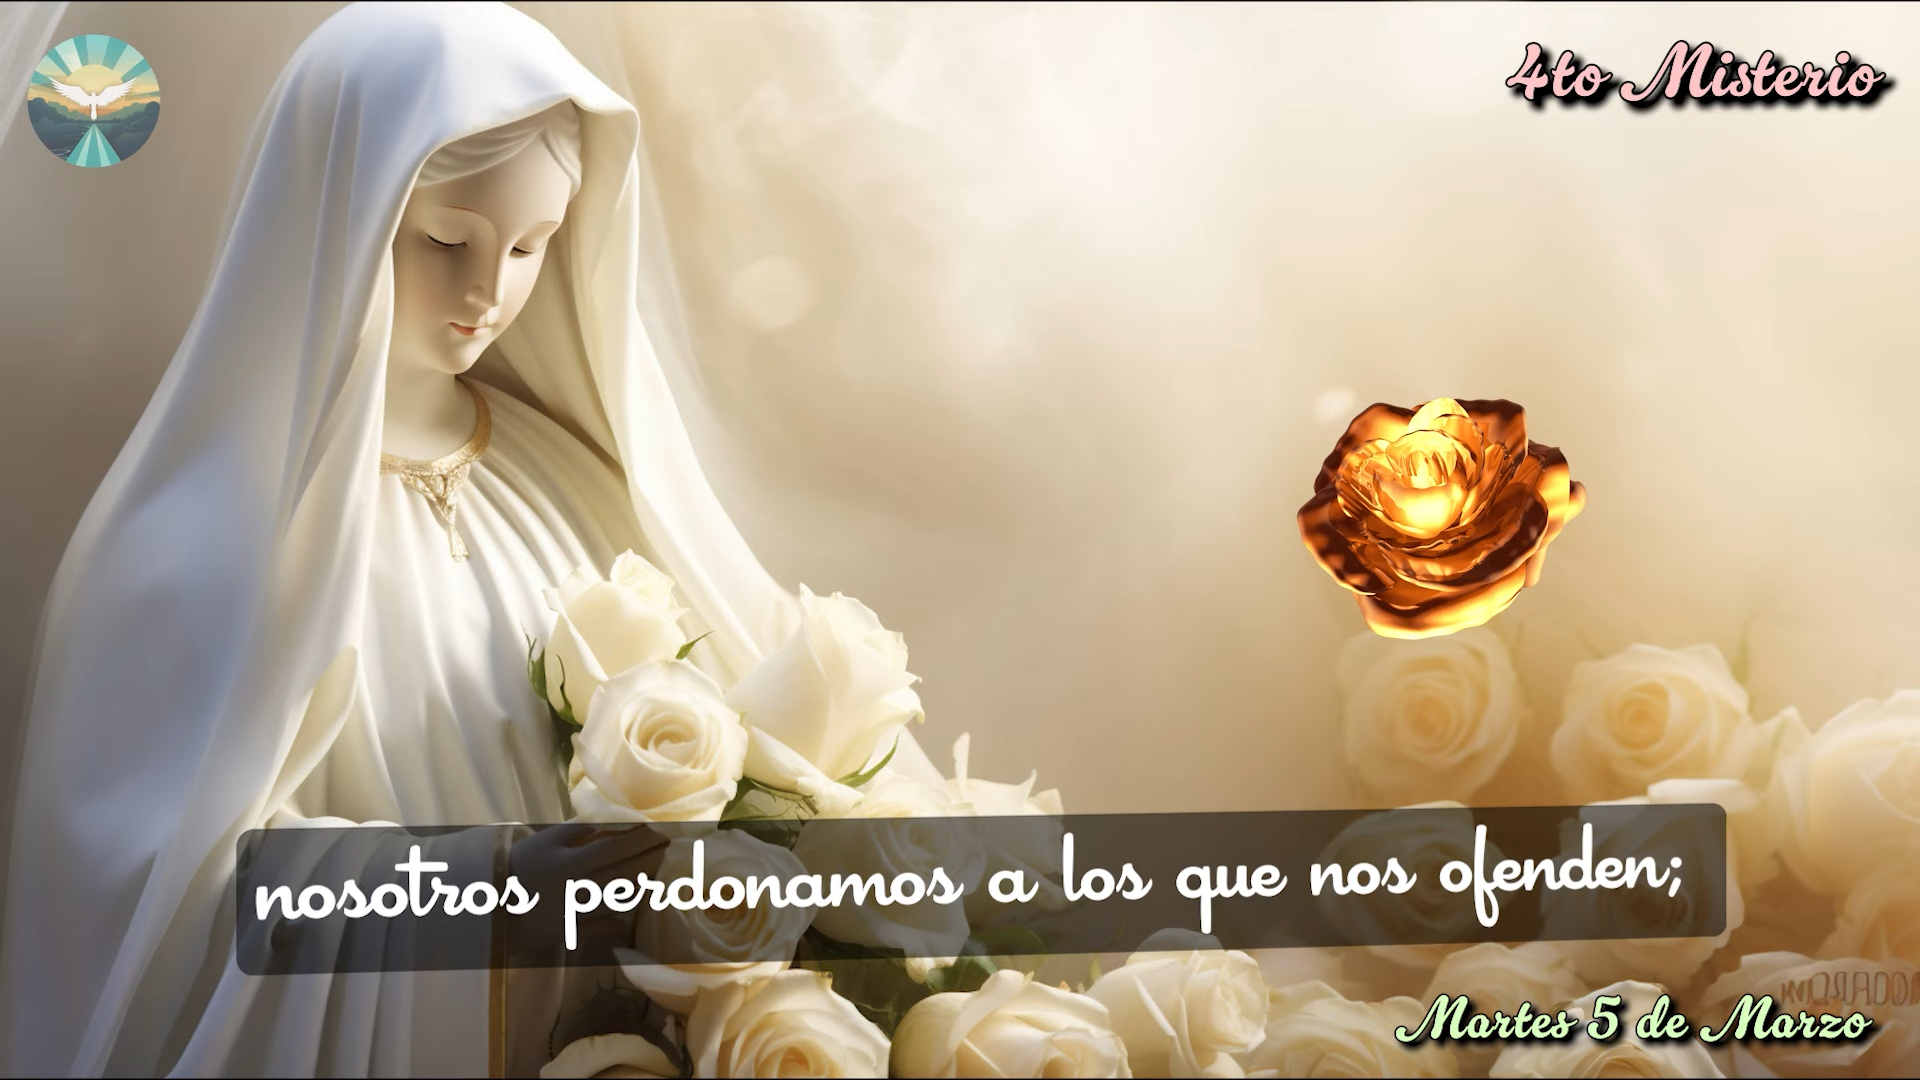 4to Misterio
nosotros perdonamos a los que nos ofenden;
Martes 5 de Marzo